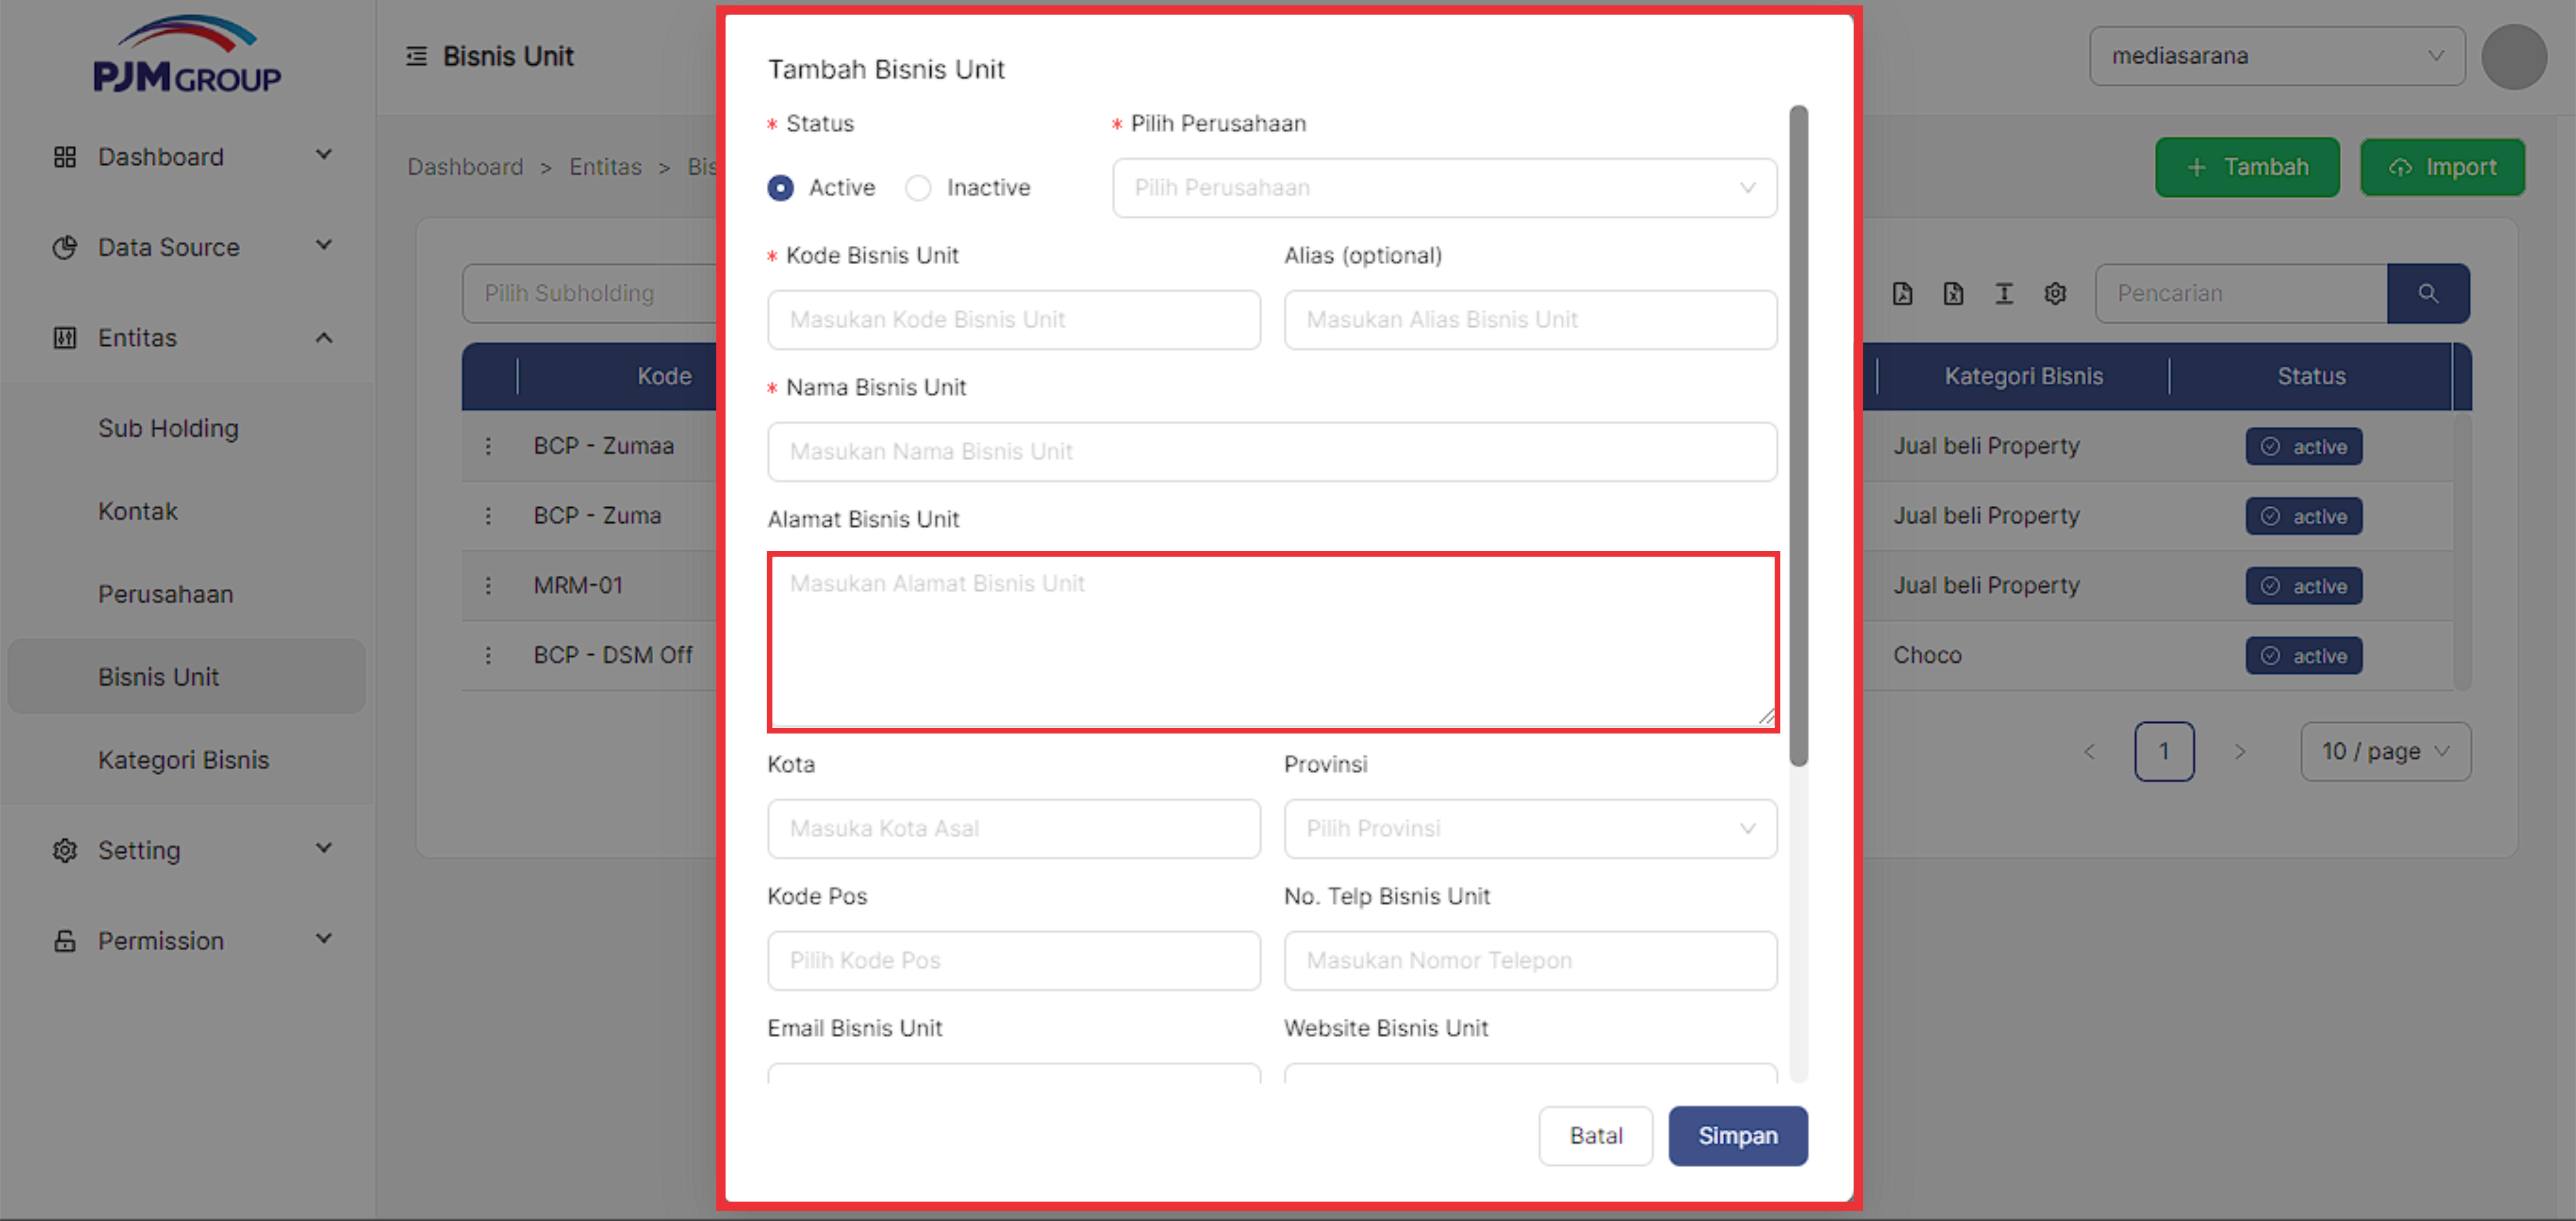 PJM GROUP
Bisnis Unit
mediasarana
Dashboard
Data Source
Entitas
Sub Holding
Kontak
Perusahaan
Bisnis Unit
Kategori Bisnis
Setting
Permission
Dashboard > Entitas > Bis
+ Tambah
Import
Pilih Subholding
Pencarian
Kode
Kategori Bisnis
Status
BCP - Zumaa
Jual beli Property
active
BCP - Zuma
Jual beli Property
active
MRM-01
Jual beli Property
active
BCP - DSM Off
Choco
active
< 1 >
10 / page
Tambah Bisnis Unit
* Status
* Pilih Perusahaan
Active
Inactive
Pilih Perusahaan
* Kode Bisnis Unit
Alias (optional)
Masukan Kode Bisnis Unit
Masukan Alias Bisnis Unit
* Nama Bisnis Unit
Masukan Nama Bisnis Unit
Alamat Bisnis Unit
Masukan Alamat Bisnis Unit
Kota
Provinsi
Masuka Kota Asal
Pilih Provinsi
Kode Pos
No. Telp Bisnis Unit
Pilih Kode Pos
Masukan Nomor Telepon
Email Bisnis Unit
Website Bisnis Unit
Batal
Simpan